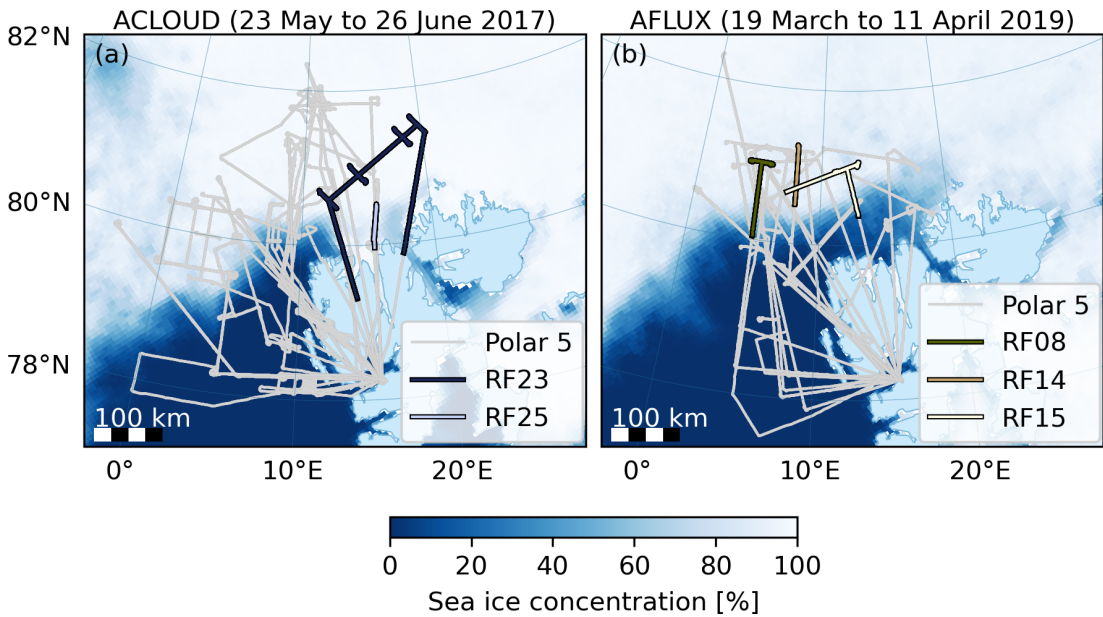 ACLOUD (23 May to 26 June 2017)
AFLUX (19 March to 11 April 2019)
82°N
80°N
78°N
(a)
Polar 5
RF23
RF25
100 km
0°
10°E
20°E
(b)
Polar 5
RF08
RF14
RF15
100 km
0°
10°E
20°E
0 20 40 60 80 100
Sea ice concentration [%]